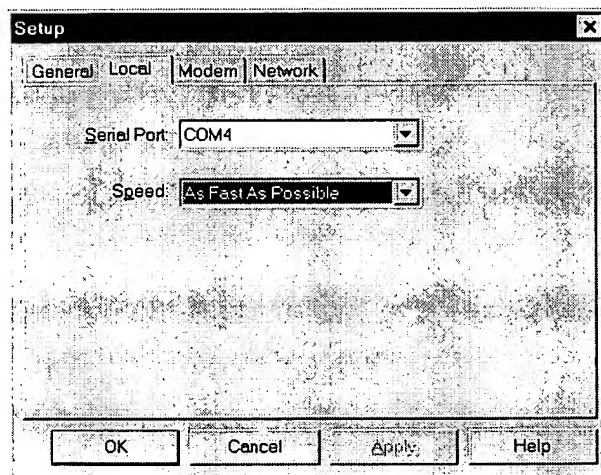 Setup
General Local Modem Network
Serial Port: COM4
Speed: As Fast As Possible
OK Cancel Apply Help